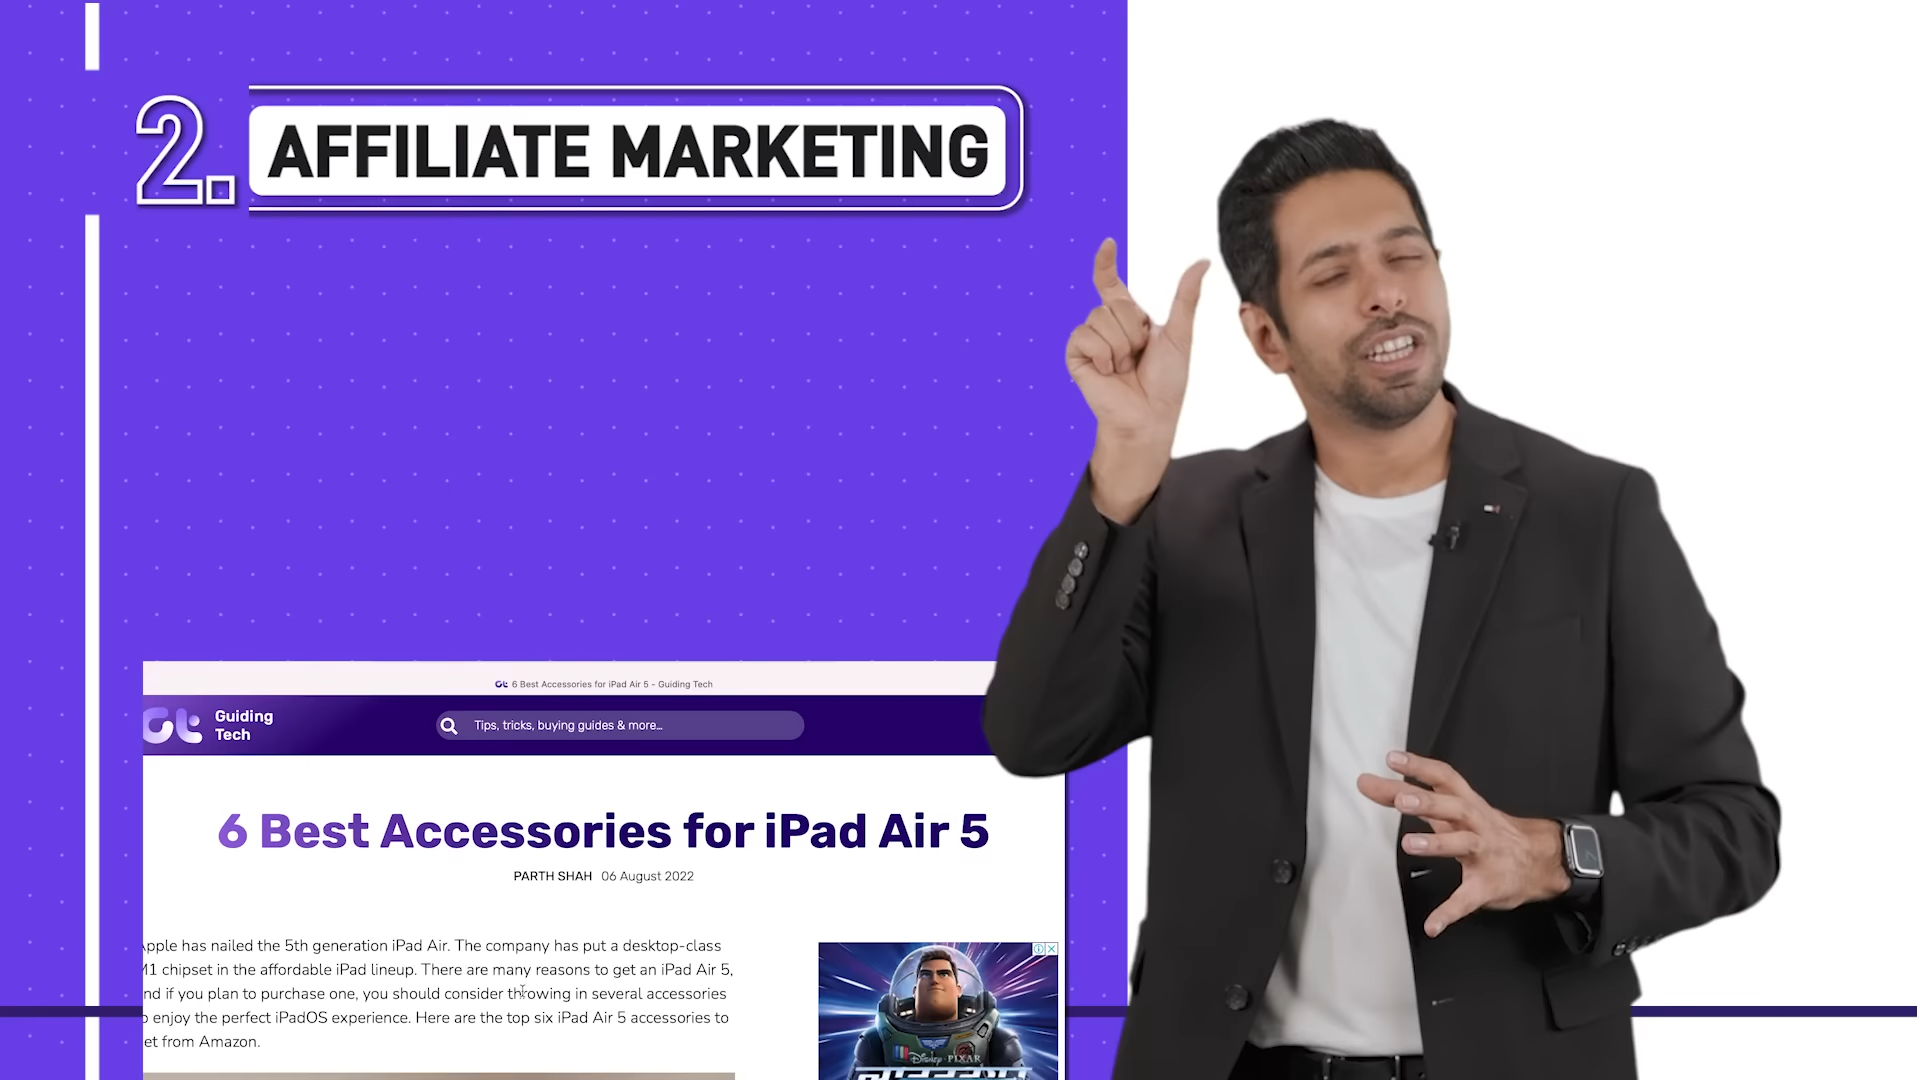 2. AFFILIATE MARKETING
6 Best Accessories for iPad Air 5 - Guiding Tech
Guiding
Tech
Tips, tricks, buying guides & more...
6 Best Accessories for iPad Air 5
PARTH SHAH 06 August 2022
Apple has nailed the 5th generation iPad Air. The company has put a desktop-class
M1 chipset in the affordable iPad lineup. There are many reasons to get an iPad Air 5,
nd if you plan to purchase one, you should consider throwing in several accessories
o enjoy the perfect iPadOS experience. Here are the top six iPad Air 5 accessories to
et from Amazon.
Disney · PIXAR